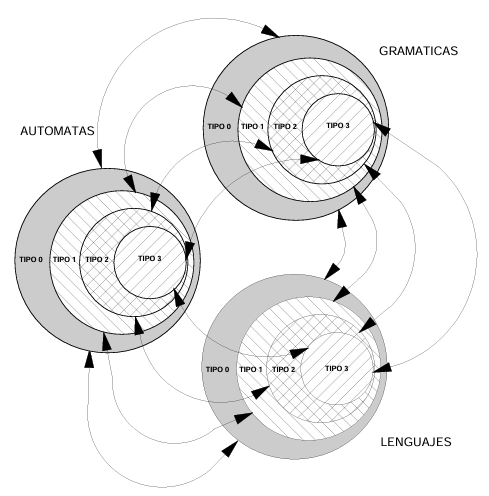 GRAMATICAS
TIPO 0 TIPO 1 TIPO 2 TIPO 3
AUTOMATAS
TIPO 0 TIPO 1 TIPO 2 TIPO 3
TIPO 0 TIPO 1 TIPO 2 TIPO 3
LENGUAJES